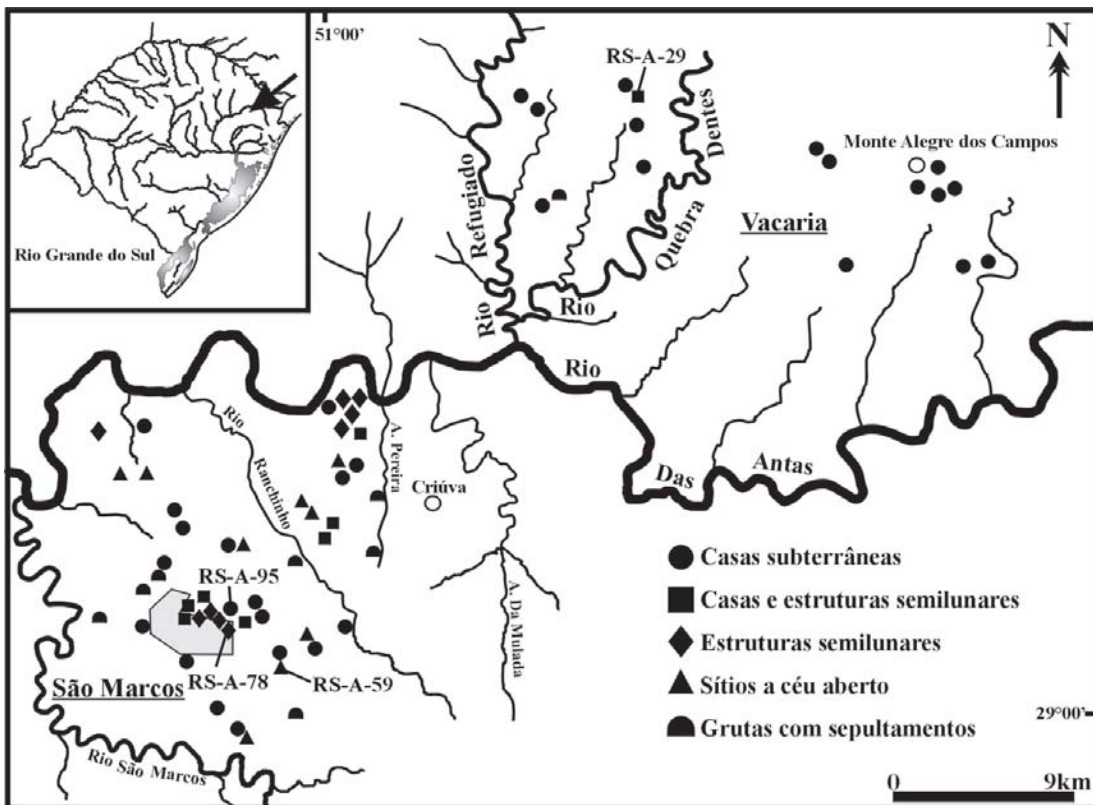 51°00'
N
RS-A-29
Dentes
Monte Alegre dos Campos
Refugiado
Quebra
Vacaria
Rio Grande do Sul
Rio
Rio
Rio
Rio
A. Pereira
Ranchinho
Criúva
Das
Antas
RS-A-95
A. Da Mulada
Casas subterrâneas
Casas e estruturas semilunares
Estruturas semilunares
Sítios a céu aberto
Grutas com sepultamentos
São Marcos
RS-A-78
RS-A-59
29°00'
Rio São Marcos
0
9km